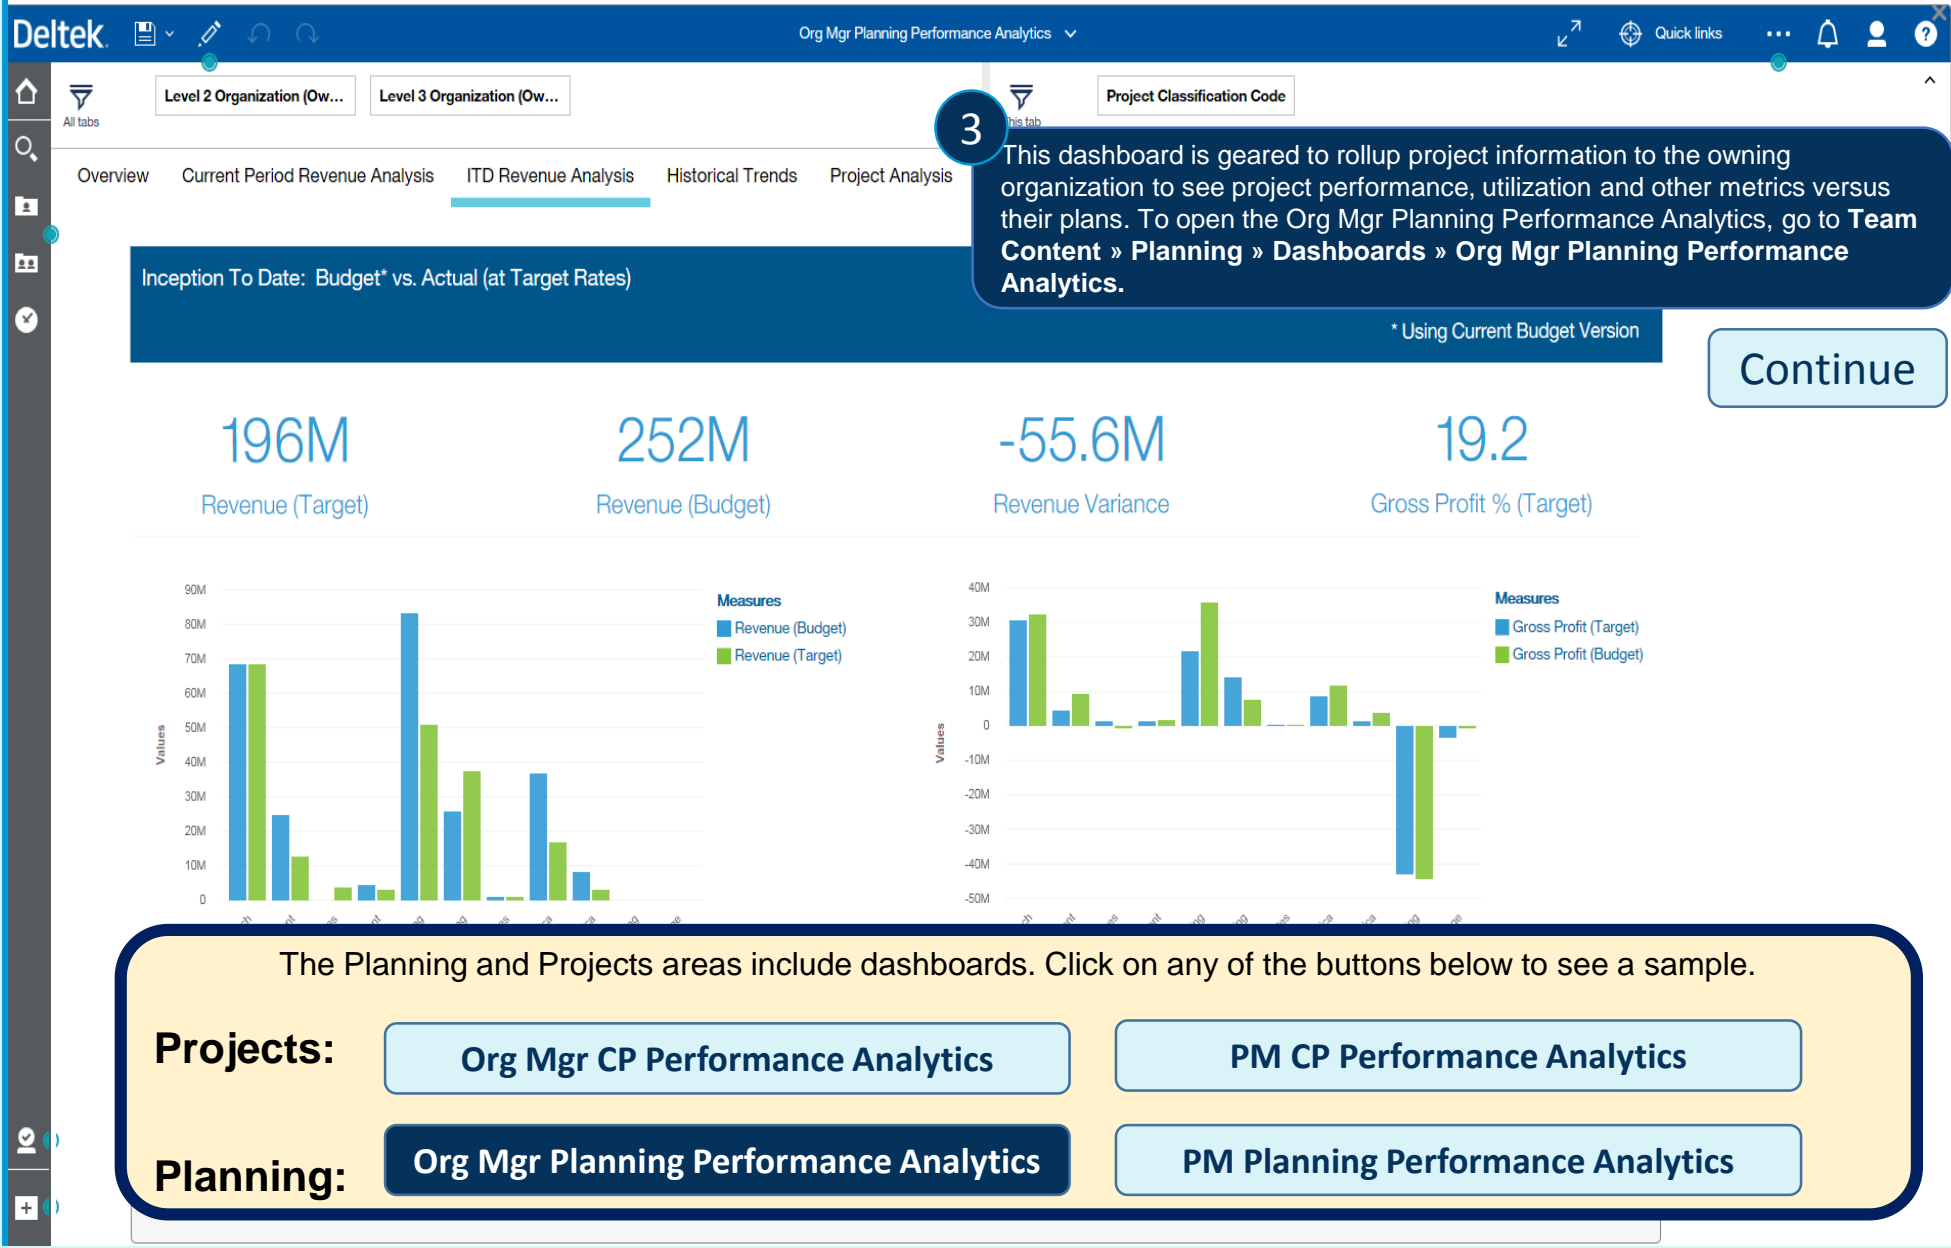 Deltek
Org Mgr Planning Performance Analytics
Quick links
All tabs
Level 2 Organization (Ow...
Level 3 Organization (Ow...
Project Classification Code
Overview
Current Period Revenue Analysis
ITD Revenue Analysis
Historical Trends
Project Analysis
3
This dashboard is geared to rollup project information to the owning
organization to see project performance, utilization and other metrics versus
their plans. To open the Org Mgr Planning Performance Analytics, go to Team
Content » Planning » Dashboards » Org Mgr Planning Performance
Analytics.
Inception To Date: Budget* vs. Actual (at Target Rates)
* Using Current Budget Version
Continue
196M
Revenue (Target)
252M
Revenue (Budget)
-55.6M
Revenue Variance
19.2
Gross Profit % (Target)
90M
80M
70M
60M
50M
40M
30M
20M
10M
0
Values
Measures
Revenue (Budget)
Revenue (Target)
40M
30M
20M
10M
0
-10M
-20M
-30M
-40M
-50M
Values
Measures
Gross Profit (Target)
Gross Profit (Budget)
The Planning and Projects areas include dashboards. Click on any of the buttons below to see a sample.
Projects:
Org Mgr CP Performance Analytics
PM CP Performance Analytics
Planning:
Org Mgr Planning Performance Analytics
PM Planning Performance Analytics